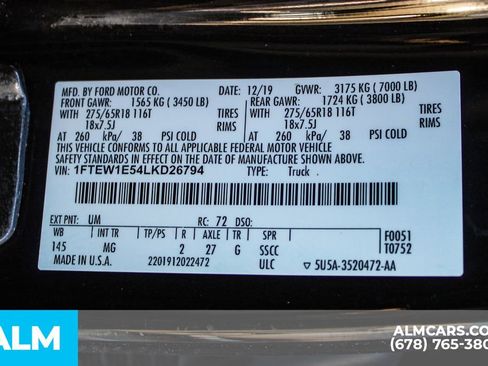 MFD. BY FORD MOTOR CO. 12/19 GVWR: 3175 KG ( 7000 LB)
FRONT GAWR: 1565 KG ( 3450 LB) REAR GAWR: 1724 KG ( 3800 LB)
WITH 275/65R18 116T TIRES WITH 275/65R18 116T TIRES
18x7.5J RIMS 18x7.5J RIMS
AT 260 kPa/ 38 PSI COLD AT 260 kPa/ 38 PSI COLD
THIS VEHICLE CONFORMS TO ALL APPLICABLE FEDERAL MOTOR VEHICLE
SAFETY STANDARDS IN EFFECT ON THE DATE OF MANUFACTURE SHOWN ABOVE.
VIN: 1FTEW1E54LKD26794 TYPE: Truck
EXT PNT: UM RC: 72 DSO:
WB INT TR TP/PS R AXLE TR SPR F0051
145 MG 2 27 G SSCC T0752
MADE IN U.S.A. 2201912022472 ULC 5U5A-3520472-AA
ALM
ALMCARS.COM
(678) 765-380